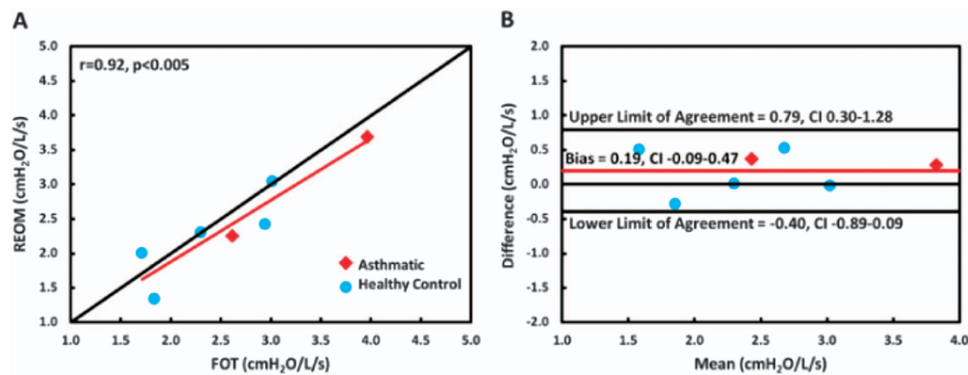 A
r=0.92, p<0.005
5.0
4.5
4.0
3.5
3.0
2.5
2.0
1.5
1.0
REOM (cmH₂O/L/s)
Asthmatic
Healthy Control
1.0 1.5 2.0 2.5 3.0 3.5 4.0 4.5 5.0
FOT (cmH₂O/L/s)
B
2.0
1.5
1.0
0.5
0.0
-0.5
-1.0
-1.5
-2.0
Difference (cmH₂O/L/s)
Upper Limit of Agreement = 0.79, CI 0.30-1.28
Bias = 0.19, CI -0.09-0.47
Lower Limit of Agreement = -0.40, CI -0.89-0.09
1.0 1.5 2.0 2.5 3.0 3.5 4.0
Mean (cmH₂O/L/s)